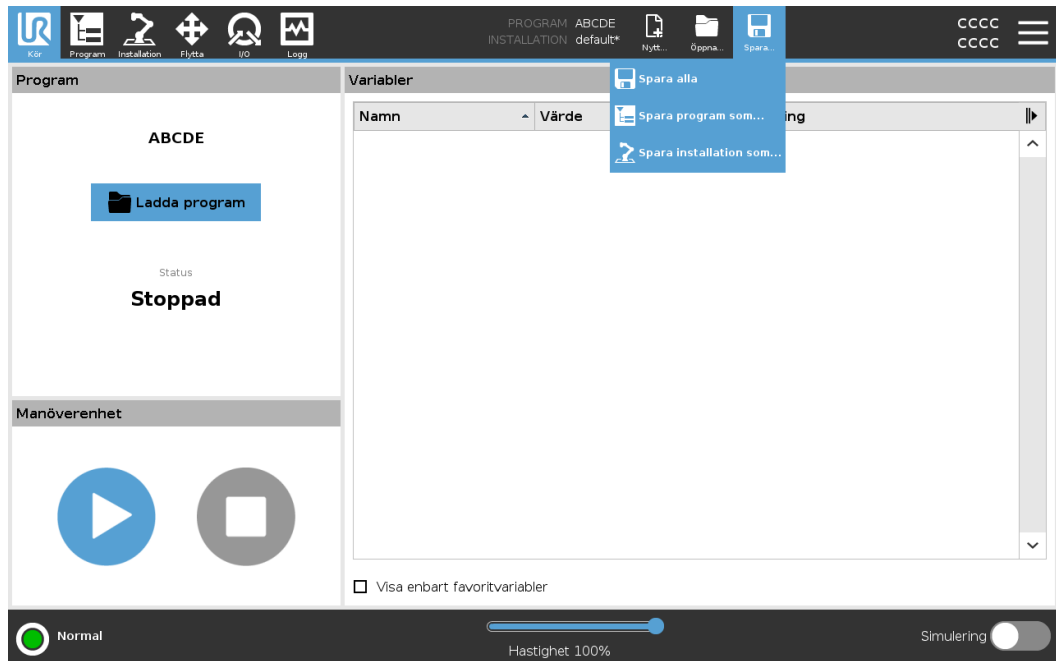 UR
Kör
Program
Installation
Flytta
I/O
Logg
PROGRAM ABCDE
INSTALLATION default*
Nytt...
Öppna...
Spara...
CCCC
CCCC
Program
Variabler
Spara alla
Spara program som...
Spara installation som...
Namn
Värde
ing
ABCDE
Ladda program
Status
Stoppad
Manöverenhet
Visa enbart favoritvariabler
Normal
Hastighet 100%
Simulering